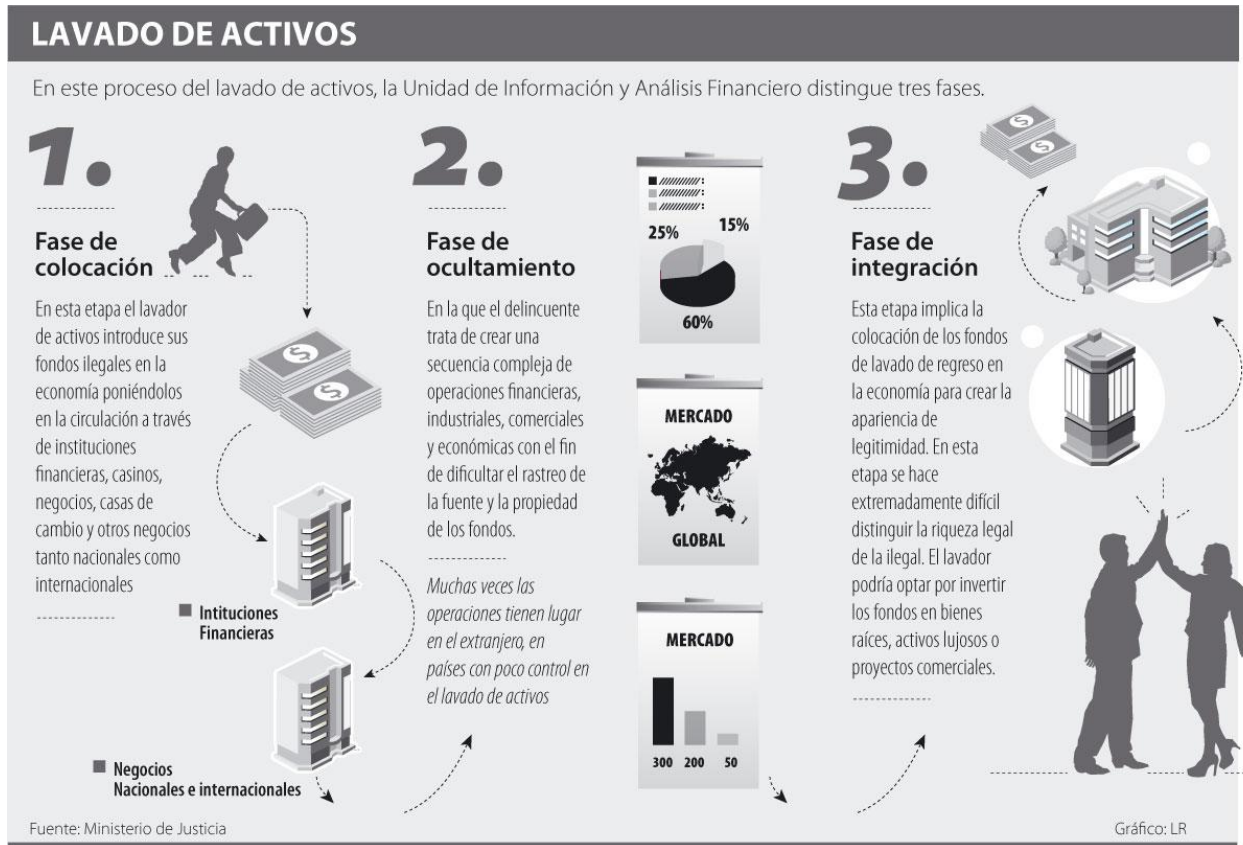 LAVADO DE ACTIVOS
En este proceso del lavado de activos, la Unidad de Información y Análisis Financiero distingue tres fases.
1.
Fase de
colocación
En esta etapa el lavador
de activos introduce sus
fondos ilegales en la
economía poniéndolos
en la circulación a través
de instituciones
financieras, casinos,
negocios, casas de
cambio y otros negocios
tanto nacionales como
internacionales
$
$
Intituciones
Financieras
Negocios
Nacionales e internacionales
2.
Fase de
ocultamiento
En la que el delincuente
trata de crear una
secuencia compleja de
operaciones financieras,
industriales, comerciales
y económicas con el fin
de dificultar el rastreo de
la fuente y la propiedad
de los fondos.
Muchas veces las
operaciones tienen lugar
en el extranjero, en
países con poco control en
el lavado de activos
25%
15%
60%
MERCADO
GLOBAL
MERCADO
300 200 50
3.
Fase de
integración
Esta etapa implica la
colocación de los fondos
de lavado de regreso en
la economía para crear la
apariencia de
legitimidad. En esta
etapa se hace
extremadamente difícil
distinguir la riqueza legal
de la ilegal. El lavador
podría optar por invertir
los fondos en bienes
raíces, activos lujosos o
proyectos comerciales.
$
$
Fuente: Ministerio de Justicia
Gráfico: LR